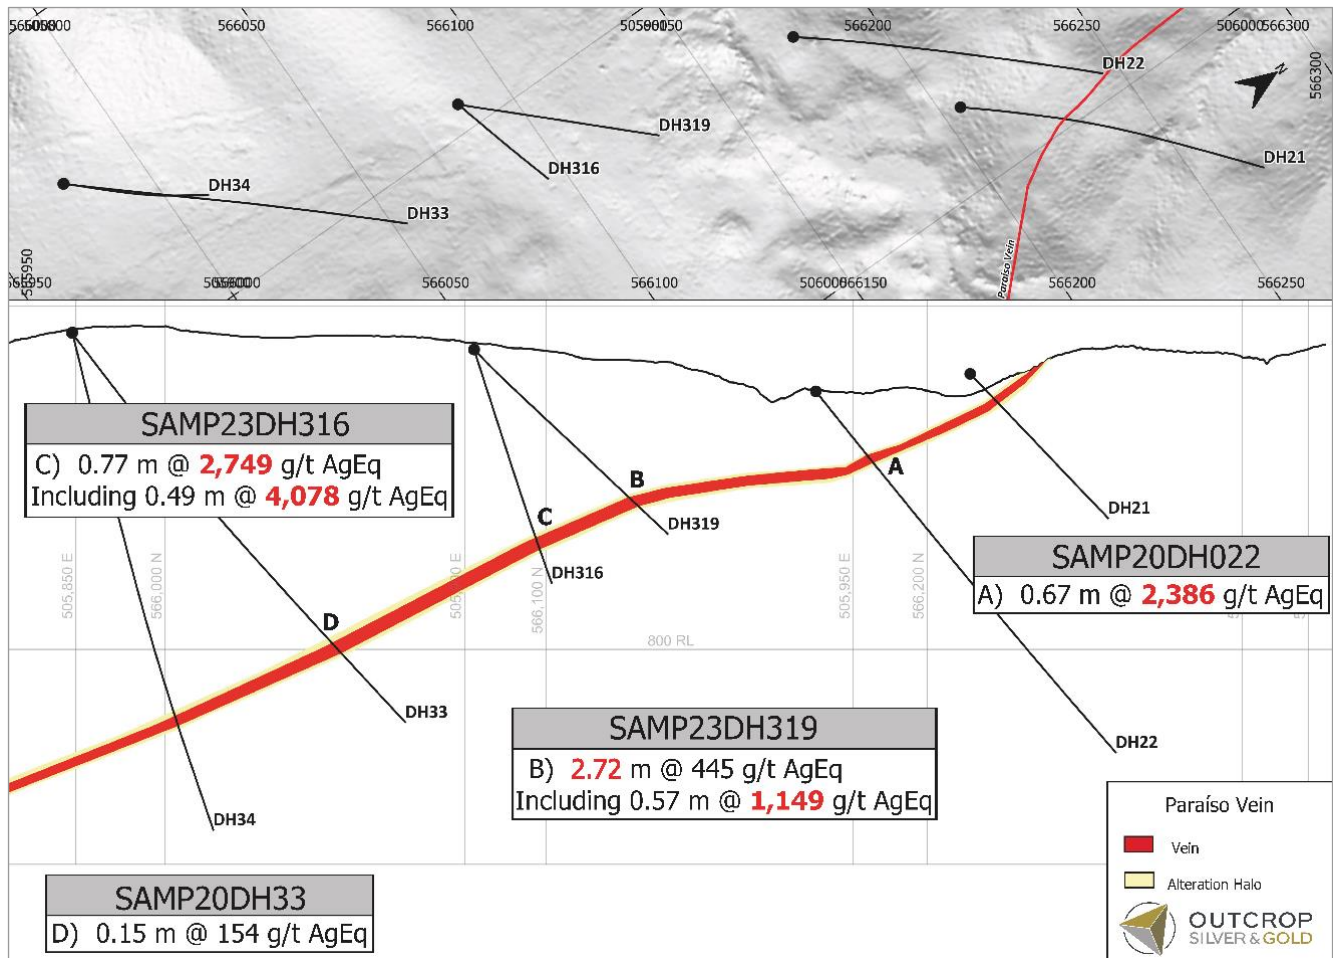 566050
566100
566200
566250
506000
566300
566300
DH22
DH319
DH21
DH316
DH34
DH33
N
Paraíso Vein
565950
566050
566100
566150
566200
566250
SAMP23DH316
C) 0.77 m @ 2,749 g/t AgEq
Including 0.49 m @ 4,078 g/t AgEq
B
A
C
D
DH319
DH21
DH316
SAMP20DH022
A) 0.67 m @ 2,386 g/t AgEq
505,850 E
566,000 N
566,100 N
505,950 E
566,200 N
800 RL
DH33
DH22
DH34
SAMP23DH319
B) 2.72 m @ 445 g/t AgEq
Including 0.57 m @ 1,149 g/t AgEq
SAMP20DH33
D) 0.15 m @ 154 g/t AgEq
Paraíso Vein
Vein
Alteration Halo
OUTCROP
SILVER & GOLD